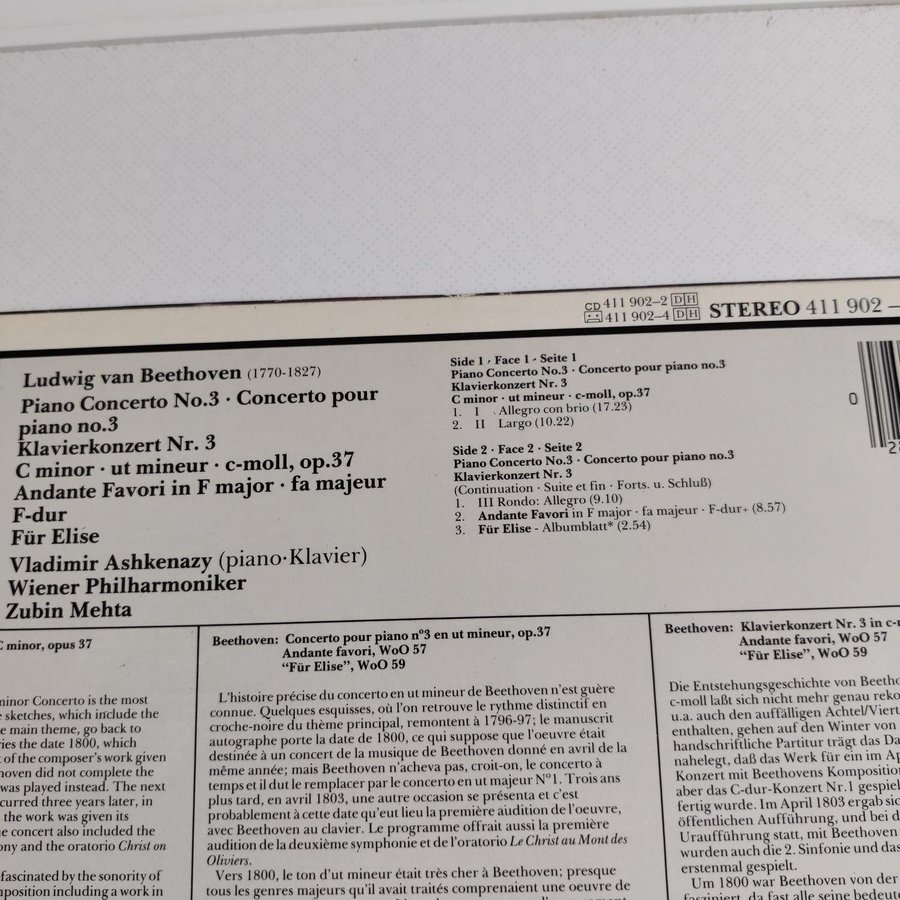 CD 411 902–2 DH
411 902–4 DH
STEREO 411 902 –
Ludwig van Beethoven (1770-1827)
Piano Concerto No.3 · Concerto pour
piano no.3
Klavierkonzert Nr. 3
C minor · ut mineur · c-moll, op.37
Andante Favori in F major · fa majeur
F-dur
Für Elise
Vladimir Ashkenazy (piano·Klavier)
Wiener Philharmoniker
Zubin Mehta
Side 1 · Face 1 · Seite 1
Piano Concerto No.3 · Concerto pour piano no.3
Klavierkonzert Nr. 3
C minor · ut mineur · c-moll, op.37
1. I Allegro con brio (17.23)
2. II Largo (10.22)
Side 2 · Face 2 · Seite 2
Piano Concerto No.3 · Concerto pour piano no.3
Klavierkonzert Nr. 3
(Continuation · Suite et fin · Forts. u. Schluß)
1. III Rondo: Allegro (9.10)
2. Andante Favori in F major · fa majeur · F-dur+ (8.57)
3. Für Elise - Albumblatt* (2.54)
0
C minor, opus 37
minor Concerto is the most
sketches, which include the
main theme, go back to
the date 1800, which
of the composer's work given
did not complete the
was played instead. The next
three years later, in
the work was given its
concert also included the
and the oratorio Christ on
fascinated by the sonority of
including a work in
Beethoven: Concerto pour piano nº3 en ut mineur, op.37
Andante favori, WoO 57
“Für Elise”, WoO 59
L'histoire précise du concerto en ut mineur de Beethoven n'est guère
connue. Quelques esquisses, où l'on retrouve le rythme distinctif en
croche-noire du thème principal, remontent à 1796-97; le manuscrit
autographe porte la date de 1800, ce qui suppose que l'oeuvre était
destinée à un concert de la musique de Beethoven donné en avril de la
même année; mais Beethoven n'acheva pas, croit-on, le concerto à
temps et il dut le remplacer par le concerto en ut majeur Nº1. Trois ans
plus tard, en avril 1803, une autre occasion se présenta et c'est
probablement à cette date qu'eut lieu la première audition de l'oeuvre,
avec Beethoven au clavier. Le programme offrait aussi la première
audition de la deuxième symphonie et de l'oratorio Le Christ au Mont des
Oliviers.
Vers 1800, le ton d'ut mineur était très cher à Beethoven; presque
tous les genres majeurs qu'il avait traités comprenaient une oeuvre de
Beethoven: Klavierkonzert Nr. 3 in
Andante favori, WoO 57
“Für Elise”, WoO 59
Die Entstehungsgeschichte von
c-moll läßt sich nicht mehr genau
u.a. auch den auffälligen
enthalten, gehen auf den Winter von
handschriftliche Partitur trägt das
nahelegt, daß das Werk für ein im
Konzert mit Beethovens
aber das C-dur-Konzert Nr.1
fertig wurde. Im April 1803 ergab sich
öffentlichen Aufführung, und bei
Uraufführung statt, mit Beethoven
wurden auch die 2. Sinfonie und das
erstenmal gespielt.
Um 1800 war Beethoven von der
fasziniert, da fast alle seine